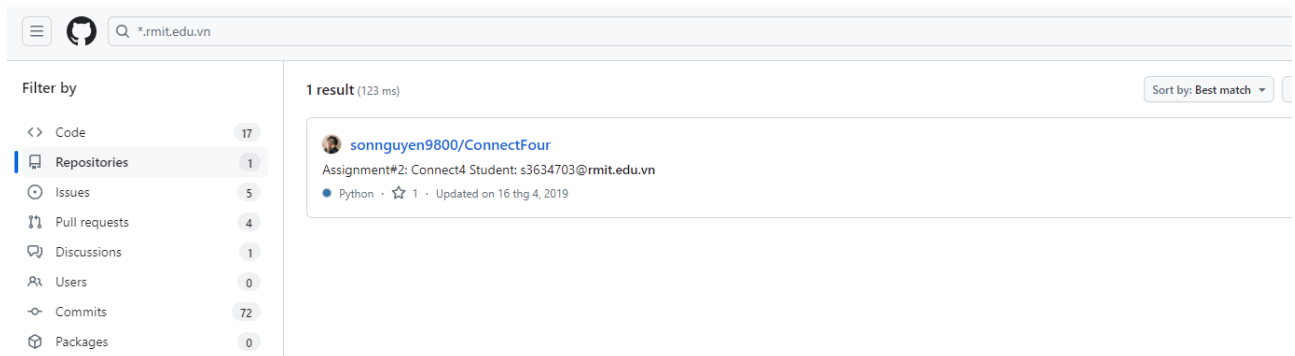 *.rmit.edu.vn
Filter by
Code 17
Repositories 1
Issues 5
Pull requests 4
Discussions 1
Users 0
Commits 72
Packages 0
1 result (123 ms)
Sort by: Best match
sonnguyen9800/ConnectFour
Assignment#2: Connect4 Student: s3634703@rmit.edu.vn
Python · 1 · Updated on 16 thg 4, 2019